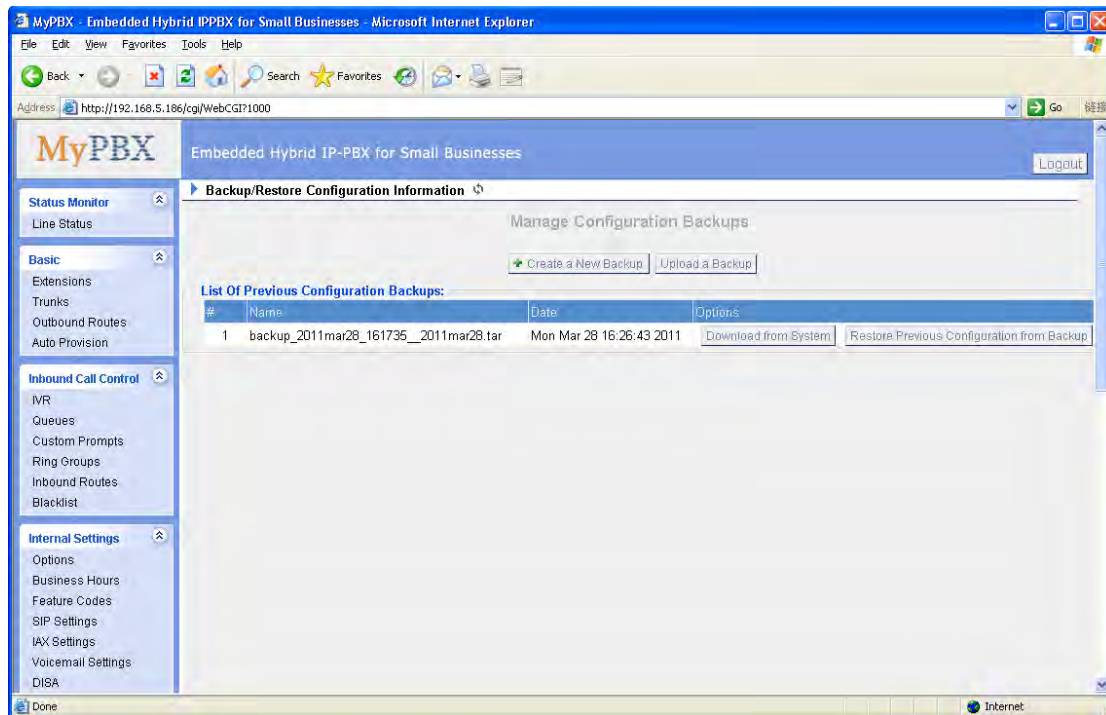 MyPBX - Embedded Hybrid IPPBX for Small Businesses - Microsoft Internet Explorer
File Edit View Favorites Tools Help
Back Search Favorites
Address http://192.168.5.186/cgi/WebCGI?1000 Go 链接
MyPBX Embedded Hybrid IP-PBX for Small Businesses
Logout
Backup/Restore Configuration Information
Manage Configuration Backups
Create a New Backup Upload a Backup
List Of Previous Configuration Backups:
# Name Date Options
1 backup_2011mar28_161735__2011mar28.tar Mon Mar 28 16:26:43 2011 Download from System Restore Previous Configuration from Backup
Status Monitor
Line Status
Basic
Extensions
Trunks
Outbound Routes
Auto Provision
Inbound Call Control
IVR
Queues
Custom Prompts
Ring Groups
Inbound Routes
Blacklist
Internal Settings
Options
Business Hours
Feature Codes
SIP Settings
IAX Settings
Voicemail Settings
DISA
Done Internet